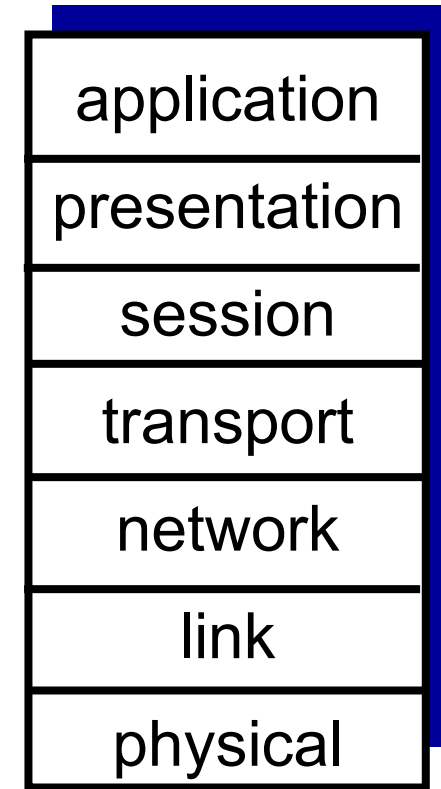 application
presentation
session
transport
network
link
physical